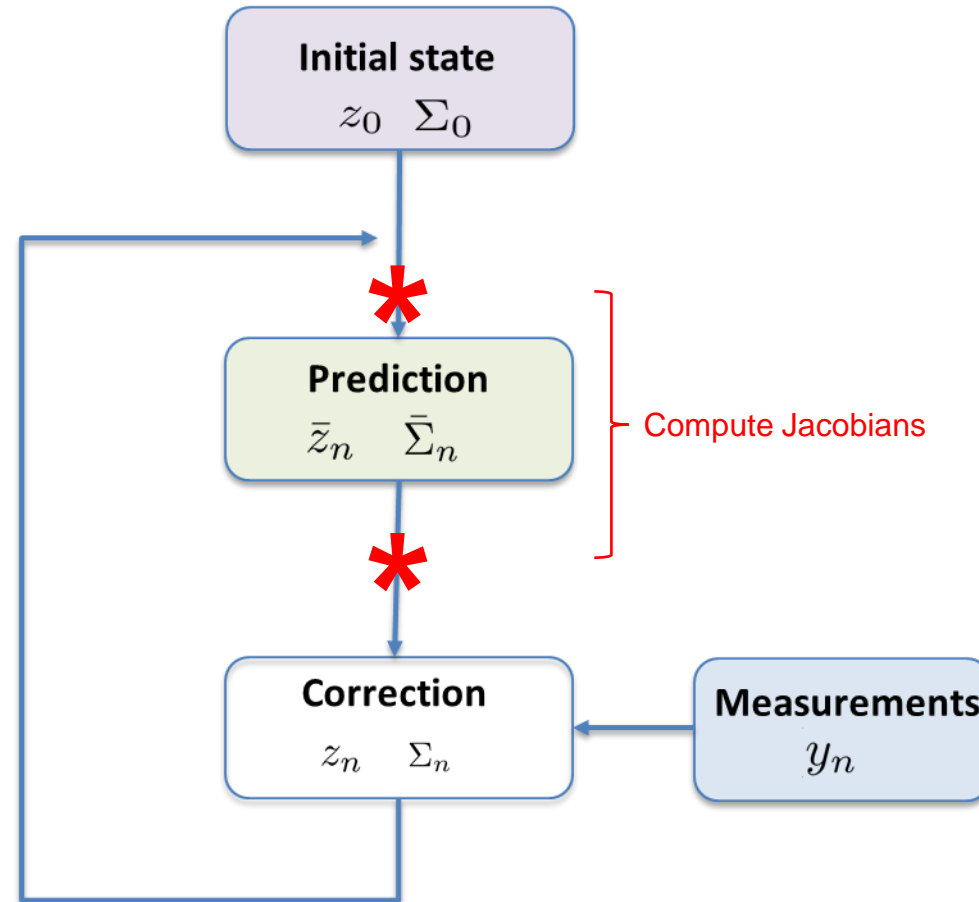 Initial state
z₀ Σ₀
*
Prediction
z̄ₙ Σ̄ₙ
Compute Jacobians
*
Correction
zₙ Σₙ
Measurements
yₙ